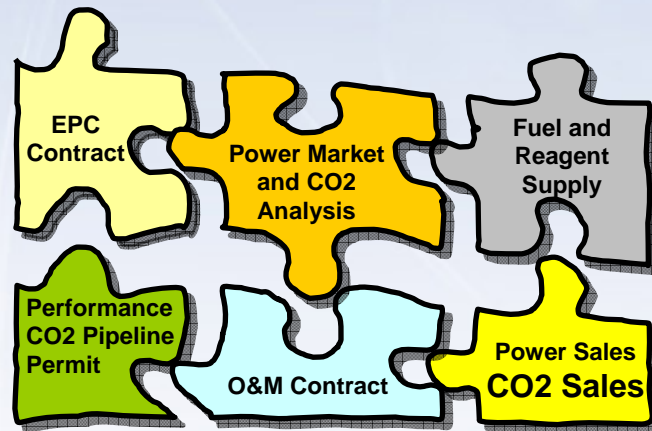 EPC
Contract
Power Market
and CO2
Analysis
Fuel and
Reagent
Supply
Performance
CO2 Pipeline
Permit
O&M Contract
Power Sales
CO2 Sales